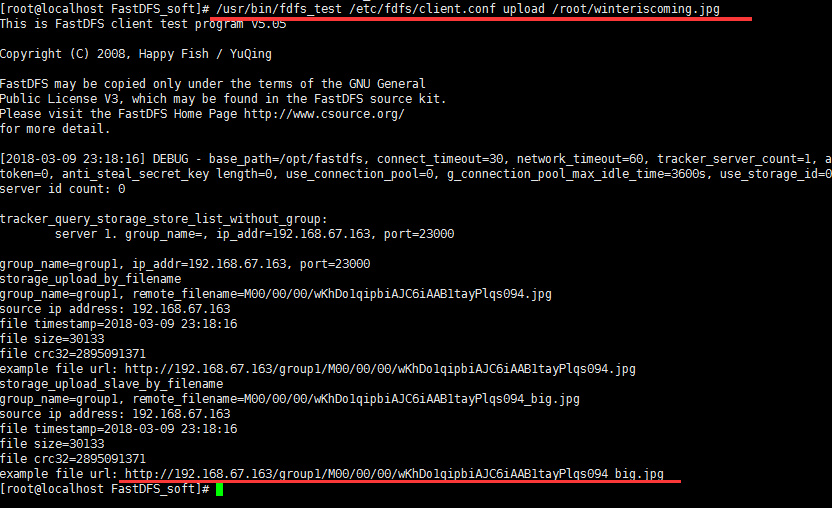 [root@localhost FastDFS_soft]# /usr/bin/fdfs_test /etc/fdfs/client.conf upload /root/winteriscoming.jpg
This is FastDFS client test program v5.05
Copyright (C) 2008, Happy Fish / YuQing
FastDFS may be copied only under the terms of the GNU General
Public License V3, which may be found in the FastDFS source kit.
Please visit the FastDFS Home Page http://www.csource.org/
for more detail.
[2018-03-09 23:18:16] DEBUG - base_path=/opt/fastdfs, connect_timeout=30, network_timeout=60, tracker_server_count=1, a
token=0, anti_steal_secret_key length=0, use_connection_pool=0, g_connection_pool_max_idle_time=3600s, use_storage_id=0
server id count: 0
tracker_query_storage_store_list_without_group:
server 1. group_name=, ip_addr=192.168.67.163, port=23000
group_name=group1, ip_addr=192.168.67.163, port=23000
storage_upload_by_filename
group_name=group1, remote_filename=M00/00/00/wKhDo1qipbiAJC6iAAB1tayPlqs094.jpg
source ip address: 192.168.67.163
file timestamp=2018-03-09 23:18:16
file size=30133
file crc32=2895091371
example file url: http://192.168.67.163/group1/M00/00/00/wKhDo1qipbiAJC6iAAB1tayPlqs094.jpg
storage_upload_slave_by_filename
group_name=group1, remote_filename=M00/00/00/wKhDo1qipbiAJC6iAAB1tayPlqs094_big.jpg
source ip address: 192.168.67.163
file timestamp=2018-03-09 23:18:16
file size=30133
file crc32=2895091371
example file url: http://192.168.67.163/group1/M00/00/00/wKhDo1qipbiAJC6iAAB1tayPlqs094_big.jpg
[root@localhost FastDFS_soft]#